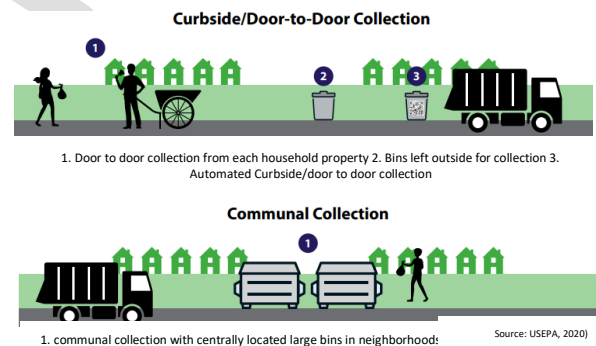 Curbside/Door-to-Door Collection
1
2
3
1. Door to door collection from each household property 2. Bins left outside for collection 3.
Automated Curbside/door to door collection
Communal Collection
1
Source: USEPA, 2020)
1. communal collection with centrally located large bins in neighborhoods